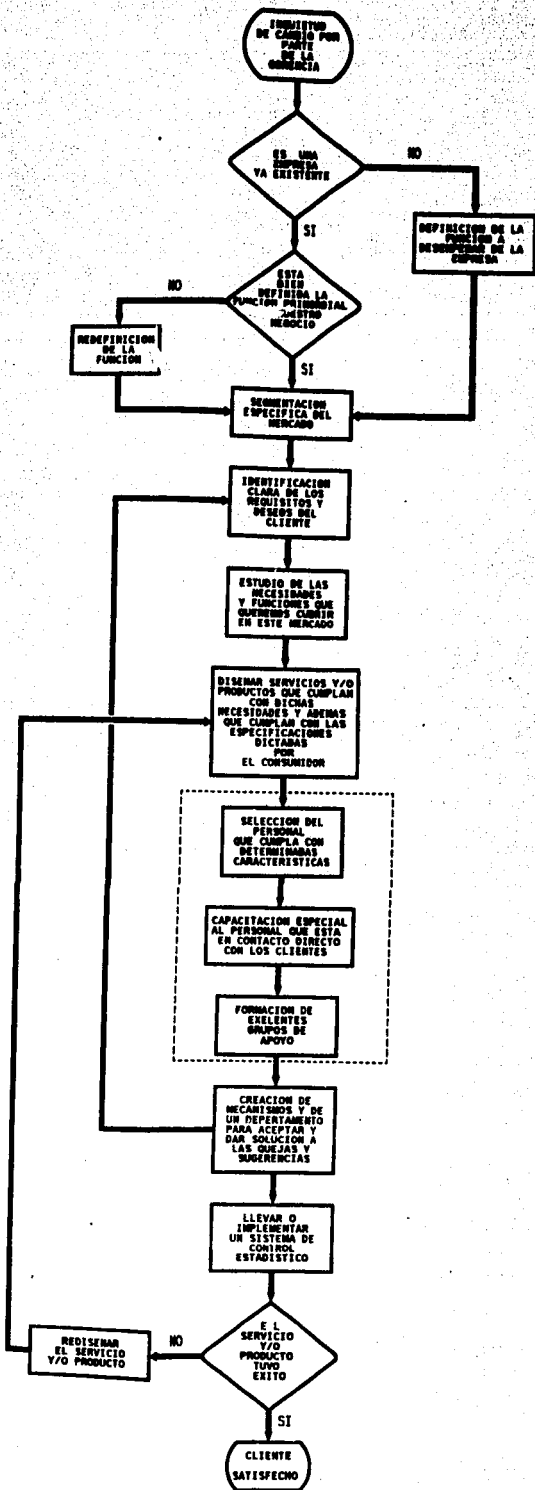 INQUIETUD
DE CAMBIO POR
PARTE
DE LA
GERENCIA
ES UNA
EMPRESA
YA EXISTENTE
NO
SI
DEFINICION DE LA
FUNCION A
DESEMPEÑAR DE LA
EMPRESA
ESTA
BIEN
DEFINIDA LA
FUNCION PRIMORDIAL
NEGOCIO
NO
SI
REDEFINICION
DE LA
FUNCION
SEGMENTACION
ESPECIFICA DEL
MERCADO
IDENTIFICACION
CLARA DE LOS
REQUISITOS Y
DESEOS DEL
CLIENTE
ESTUDIO DE LAS
NECESIDADES
Y FUNCIONES QUE
QUEREMOS CUBRIR
EN ESTE MERCADO
DISENAR SERVICIOS Y/O
PRODUCTOS QUE CUMPLAN
CON DICHAS
NECESIDADES Y ADEMAS
QUE CUMPLAN CON LAS
ESPECIFICACIONES
DICTADAS
POR
EL CONSUMIDOR
SELECCION DEL
PERSONAL
QUE CUMPLA CON
DETERMINADAS
CARACTERISTICAS
CAPACITACION ESPECIAL
AL PERSONAL QUE ESTA
EN CONTACTO DIRECTO
CON LOS CLIENTES
FORMACION DE
EXELENTES
GRUPOS DE
APOYO
CREACION DE
MECANISMOS Y DE
UN DEPERTAMENTO
PARA ACEPTAR Y
DAR SOLUCION A
LAS QUEJAS Y
SUGERENCIAS
LLEVAR O
IMPLEMENTAR
UN SISTEMA DE
CONTROL
ESTADISTICO
E L
SERVICIO
Y/O
PRODUCTO
TUVO
EXITO
NO
REDISENAR
EL SERVICIO
Y/O PRODUCTO
SI
CLIENTE
SATISFECHO